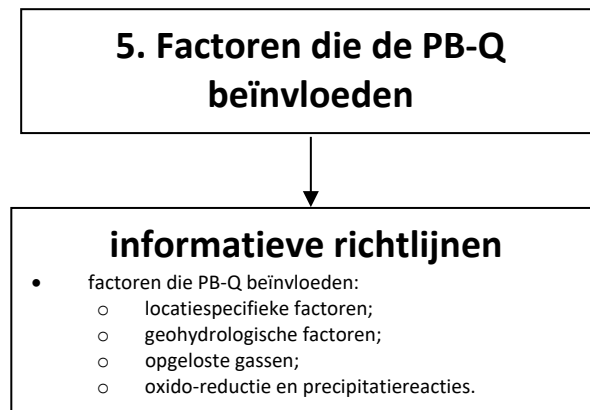 5. Factoren die de PB-Q
beïnvloeden
informatieve richtlijnen
• factoren die PB-Q beïnvloeden:
o locatiespecifieke factoren;
o geohydrologische factoren;
o opgeloste gassen;
o oxido-reductie en precipitatiereacties.